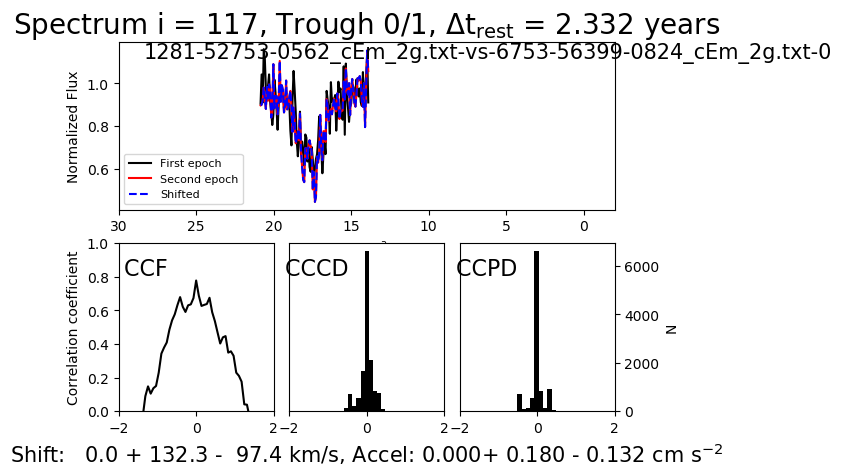 Spectrum i = 117, Trough 0/1, Δt_rest = 2.332 years
1281-52753-0562_cEm_2g.txt-vs-6753-56399-0824_cEm_2g.txt-0
Normalized Flux
1.0
0.8
0.6
First epoch
Second epoch
Shifted
30 25 20 15 10 5 0
Correlation coefficient
1.0
0.8
0.6
0.4
0.2
0.0
CCF
−2 0 2
CCCD
−2 0 2
CCPD
−2 0 2
6000
4000
2000
0
N
Shift: 0.0 + 132.3 - 97.4 km/s, Accel: 0.000+ 0.180 - 0.132 cm s⁻²